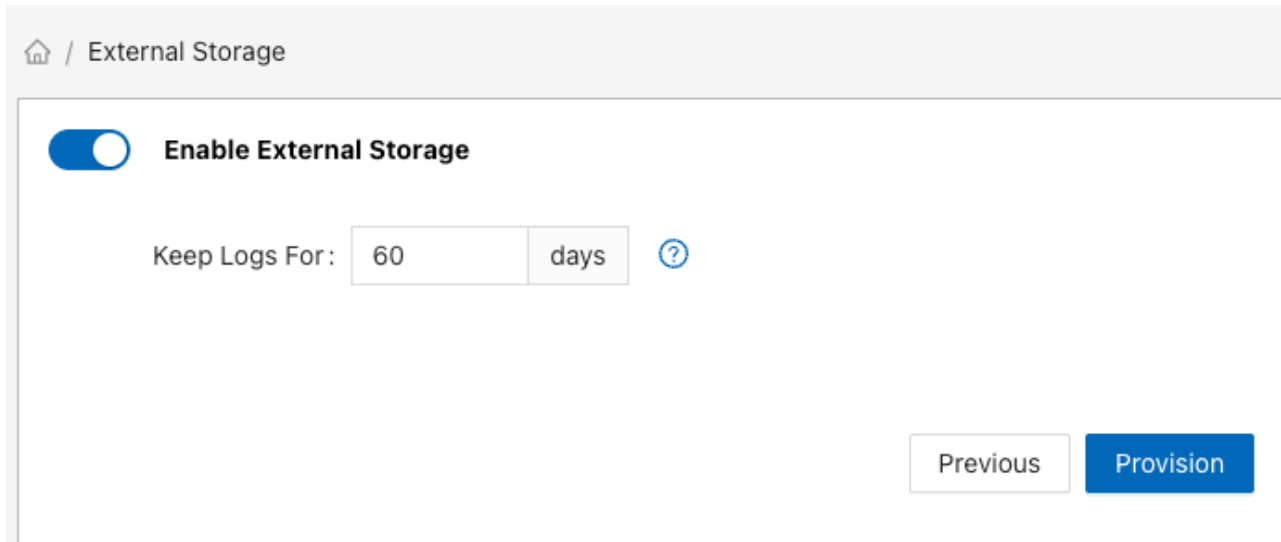 / External Storage
Enable External Storage
Keep Logs For : 60 days ?
Previous Provision